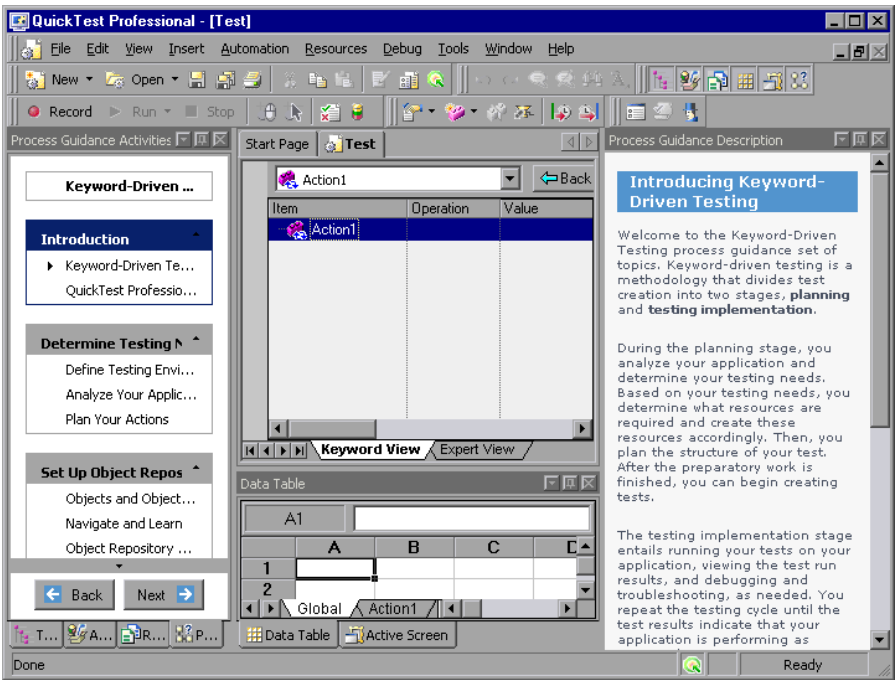 QuickTest Professional - [Test]
File Edit View Insert Automation Resources Debug Tools Window Help
New Open
Record Run Stop
Process Guidance Activities
Keyword-Driven ...
Introduction
Keyword-Driven Te...
QuickTest Professio...
Determine Testing N
Define Testing Envi...
Analyze Your Applic...
Plan Your Actions
Set Up Object Repos
Objects and Object...
Navigate and Learn
Object Repository ...
Back Next
T... A... R... P...
Start Page Test
Action1 Back
Item Operation Value
Action1
Keyword View Expert View
Data Table
A1
A B C D
1
2
Global Action1
Data Table Active Screen
Process Guidance Description
Introducing Keyword-
Driven Testing
Welcome to the Keyword-Driven
Testing process guidance set of
topics. Keyword-driven testing is a
methodology that divides test
creation into two stages, planning
and testing implementation.
During the planning stage, you
analyze your application and
determine your testing needs.
Based on your testing needs, you
determine what resources are
required and create these
resources accordingly. Then, you
plan the structure of your test.
After the preparatory work is
finished, you can begin creating
tests.
The testing implementation stage
entails running your tests on your
application, viewing the test run
results, and debugging and
troubleshooting, as needed. You
repeat the testing cycle until the
test results indicate that your
application is performing as
Done Ready